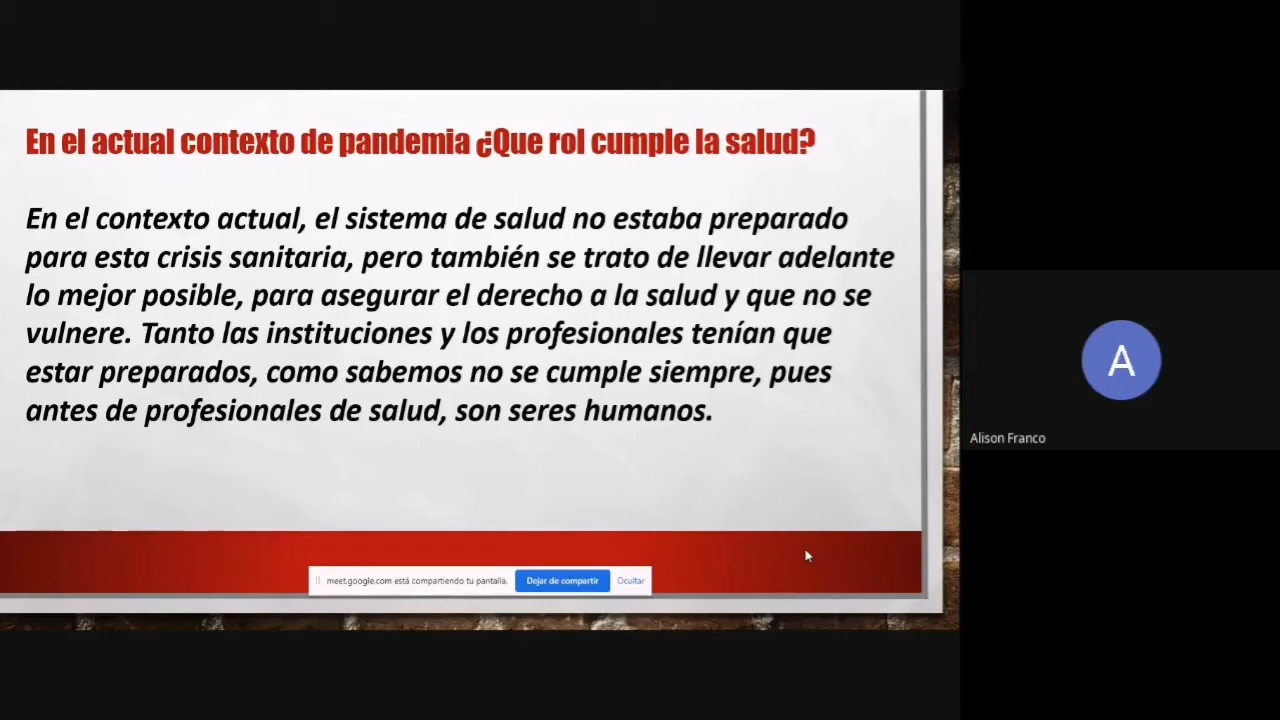 En el actual contexto de pandemia ¿Que rol cumple la salud?
En el contexto actual, el sistema de salud no estaba preparado
para esta crisis sanitaria, pero también se trato de llevar adelante
lo mejor posible, para asegurar el derecho a la salud y que no se
vulnere. Tanto las instituciones y los profesionales tenían que
estar preparados, como sabemos no se cumple siempre, pues
antes de profesionales de salud, son seres humanos.
meet.google.com está compartiendo tu pantalla. Dejar de compartir Ocultar
A
Alison Franco